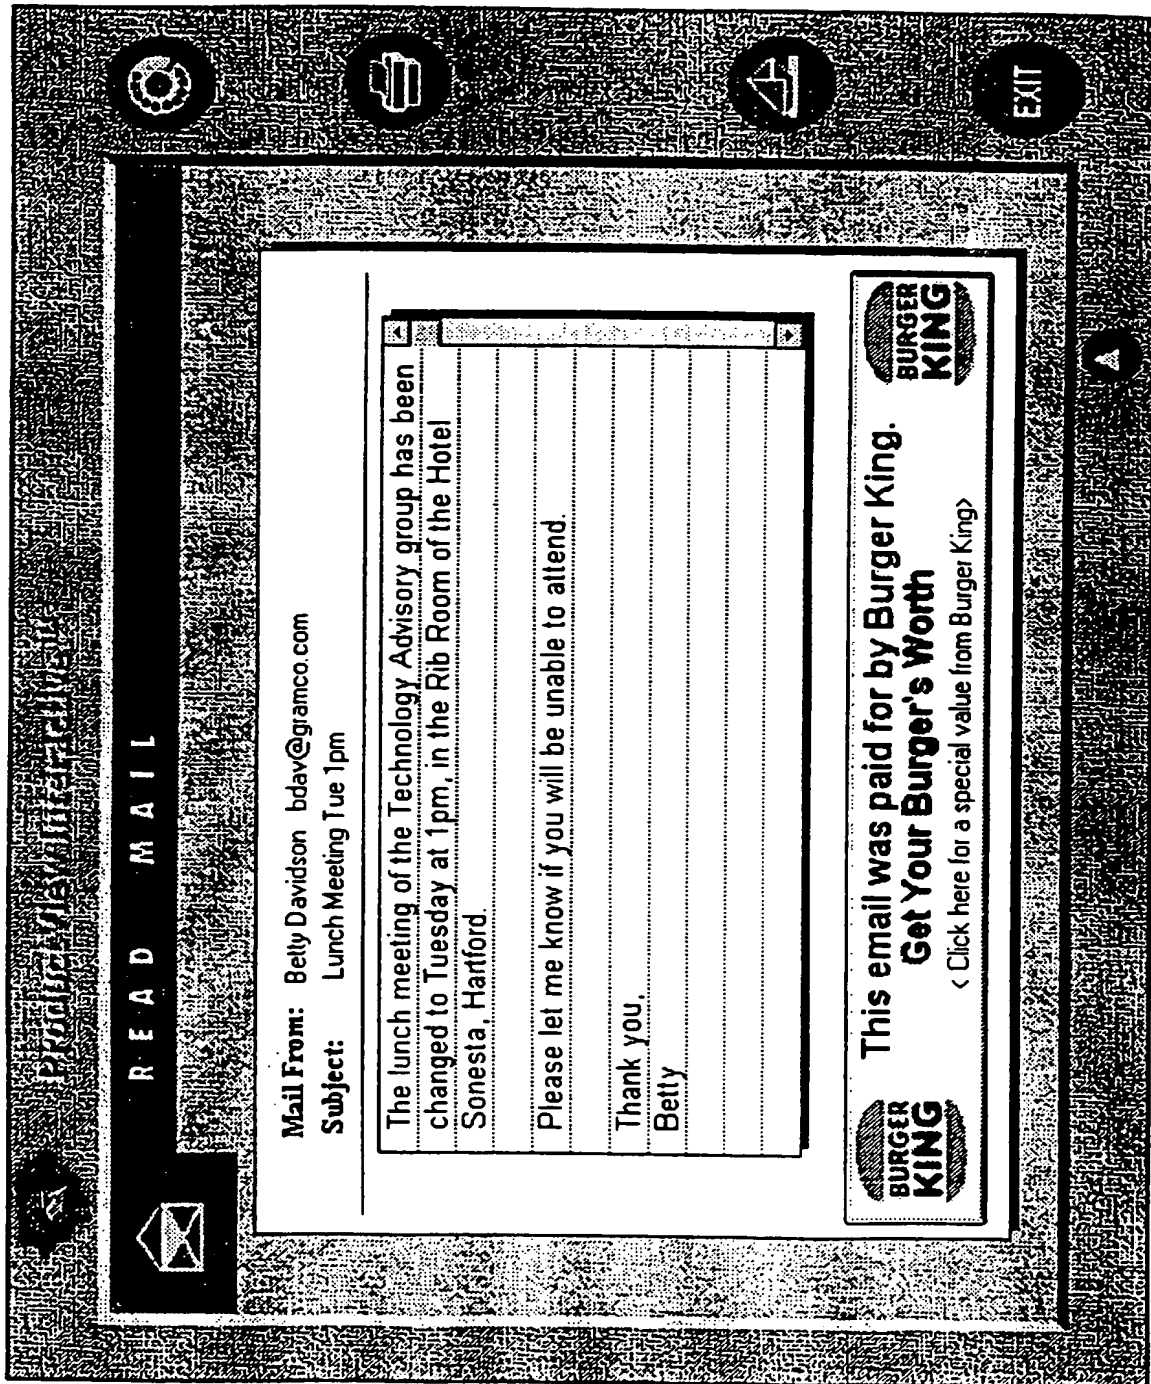 PRoductViewInteractive
READ MAIL
Mail From: Betty Davidson bdav@gramco.com
Subject: Lunch Meeting Tue 1pm
The lunch meeting of the Technology Advisory group has been
changed to Tuesday at 1pm, in the Rib Room of the Hotel
Sonesta, Hartford.
Please let me know if you will be unable to attend.
Thank you,
Betty
BURGER
KING
This email was paid for by Burger King.
Get Your Burger's Worth
< Click here for a special value from Burger King>
BURGER
KING
EXIT